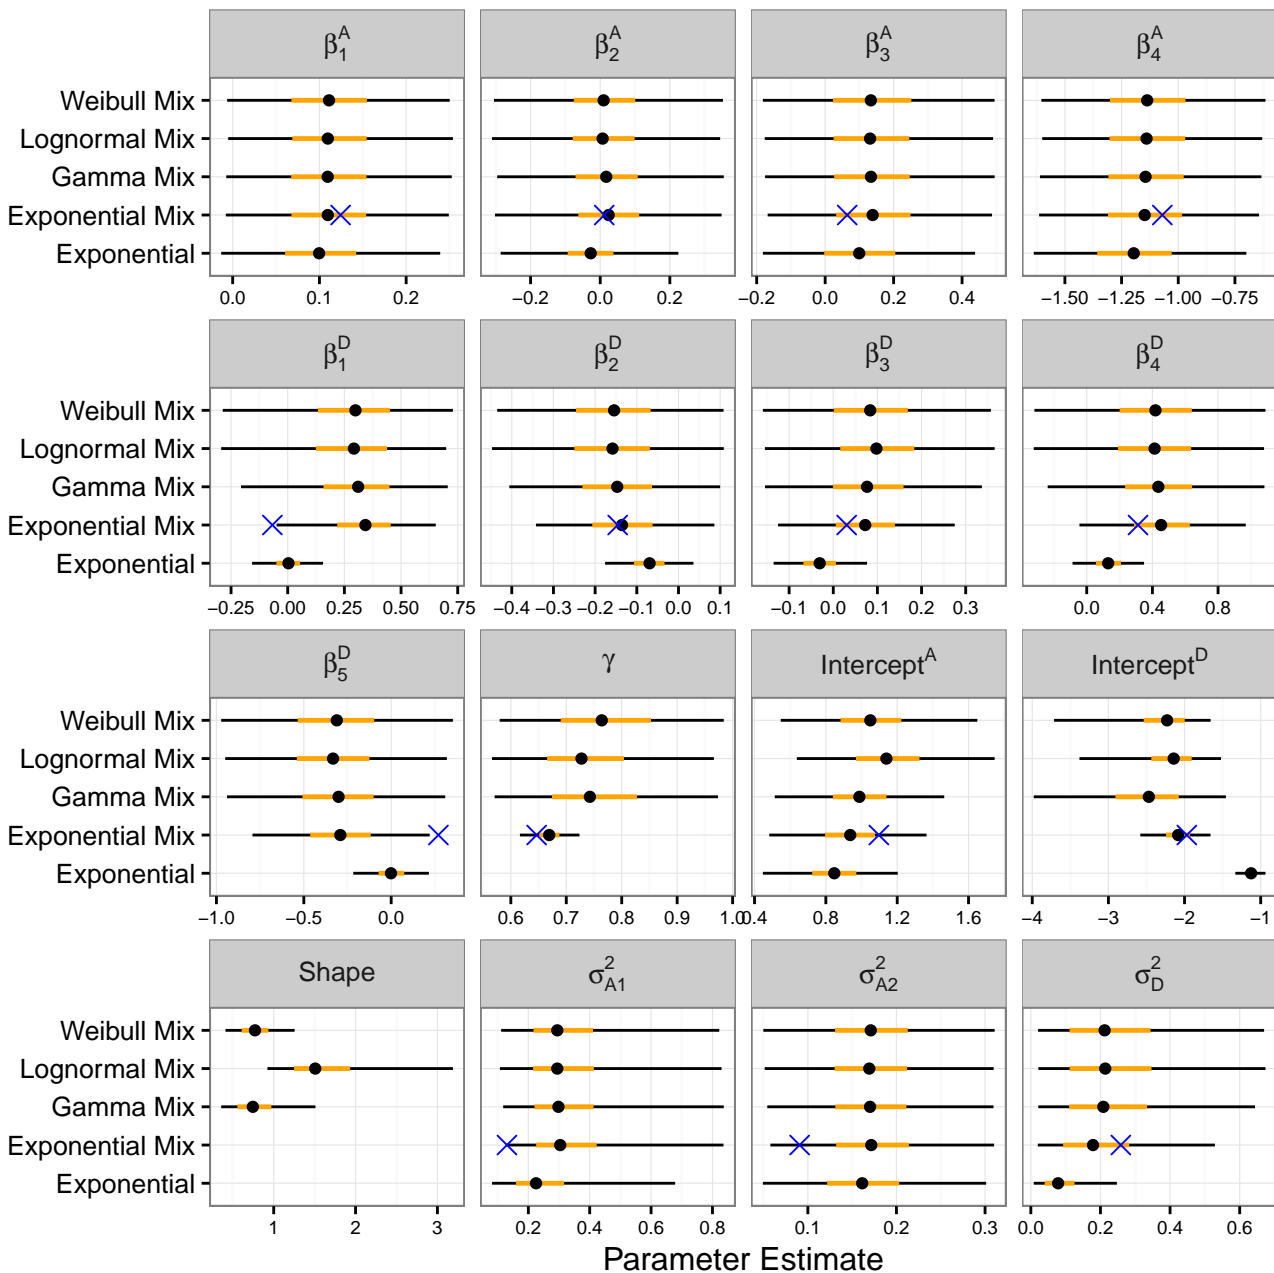 β₁ᴬ β₂ᴬ β₃ᴬ β₄ᴬ
Weibull Mix
Lognormal Mix
Gamma Mix
Exponential Mix
Exponential
0.0 0.1 0.2 −0.2 0.0 0.2 −0.2 0.0 0.2 0.4 −1.50 −1.25 −1.00 −0.75
β₁ᴰ β₂ᴰ β₃ᴰ β₄ᴰ
Weibull Mix
Lognormal Mix
Gamma Mix
Exponential Mix
Exponential
−0.25 0.00 0.25 0.50 0.75 −0.4 −0.3 −0.2 −0.1 0.0 0.1 −0.1 0.0 0.1 0.2 0.3 0.0 0.4 0.8
β₅ᴰ γ Interceptᴬ Interceptᴰ
Weibull Mix
Lognormal Mix
Gamma Mix
Exponential Mix
Exponential
−1.0 −0.5 0.0 0.6 0.7 0.8 0.9 1.0 0.4 0.8 1.2 1.6 −4 −3 −2 −1
Shape σ²_A1 σ²_A2 σ²_D
Weibull Mix
Lognormal Mix
Gamma Mix
Exponential Mix
Exponential
1 2 3 0.2 0.4 0.6 0.8 0.1 0.2 0.3 0.0 0.2 0.4 0.6
Parameter Estimate